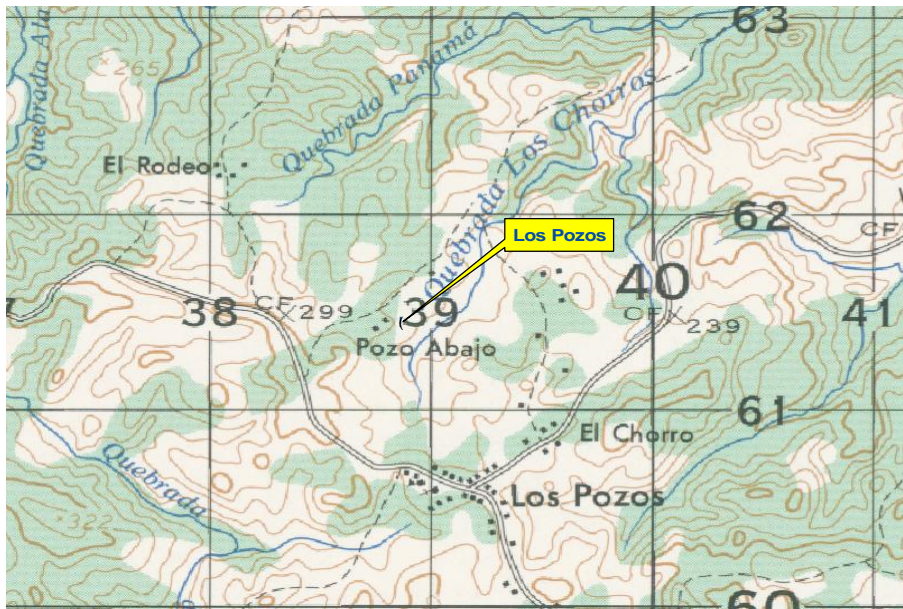 63
Quebrada Ala
265
Quebrada Panamá
El Rodeo
Quebrada Los Chorros
62
CF
Los Pozos
7
38
CF 299
39
40
CF 239
41
Pozo Abajo
61
El Chorro
Quebrada
Los Pozos
322
60